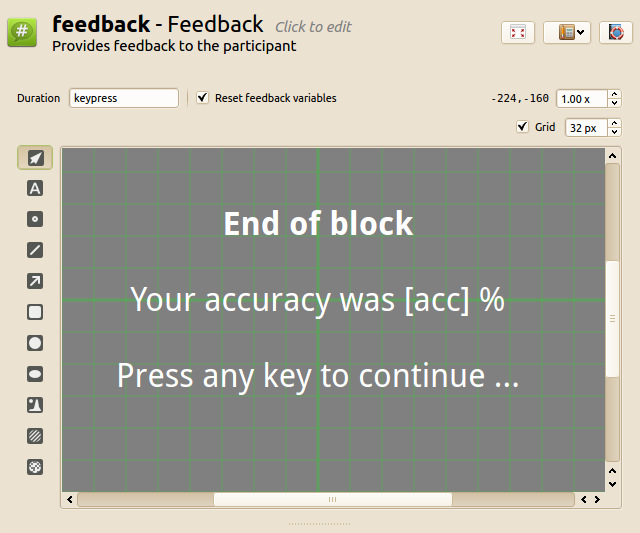 feedback - Feedback Click to edit
Provides feedback to the participant
Duration keypress Reset feedback variables -224,-160 1.00 x
Grid 32 px
A
End of block
Your accuracy was [acc] %
Press any key to continue ...